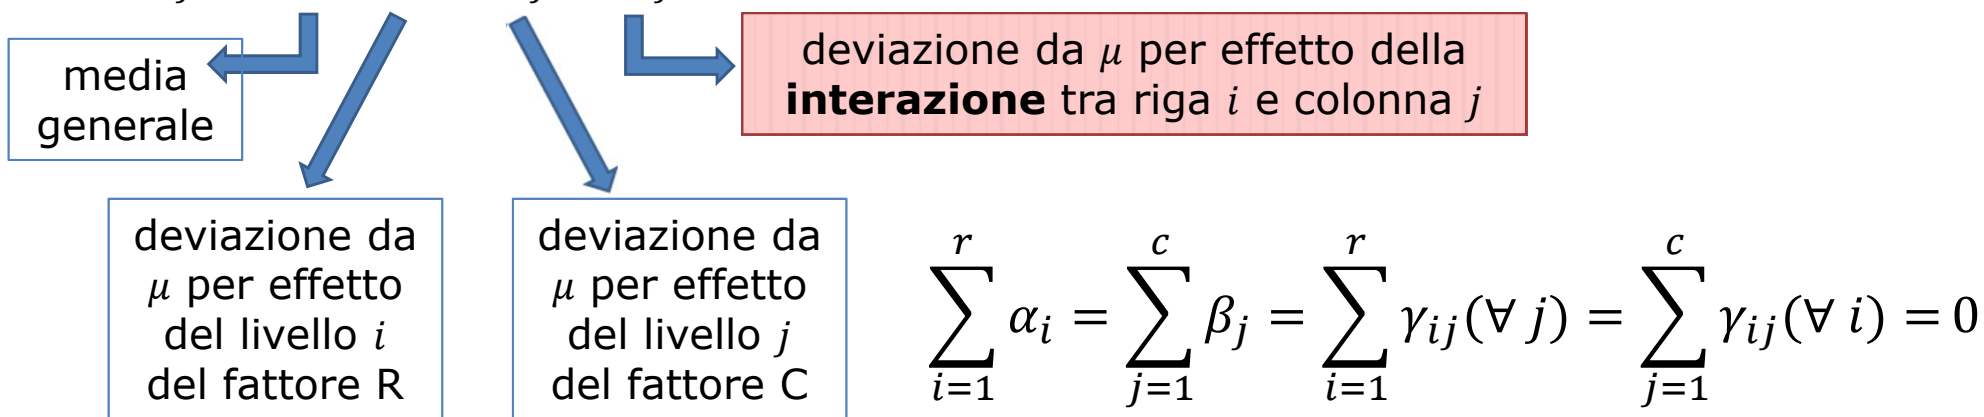 media
generale
deviazione da μ per effetto della
interazione tra riga i e colonna j
deviazione da
μ per effetto
del livello i
del fattore R
deviazione da
μ per effetto
del livello j
del fattore C
∑_{i=1}^{r} α_i = ∑_{j=1}^{c} β_j = ∑_{i=1}^{r} γ_{ij}(∀ j) = ∑_{j=1}^{c} γ_{ij}(∀ i) = 0